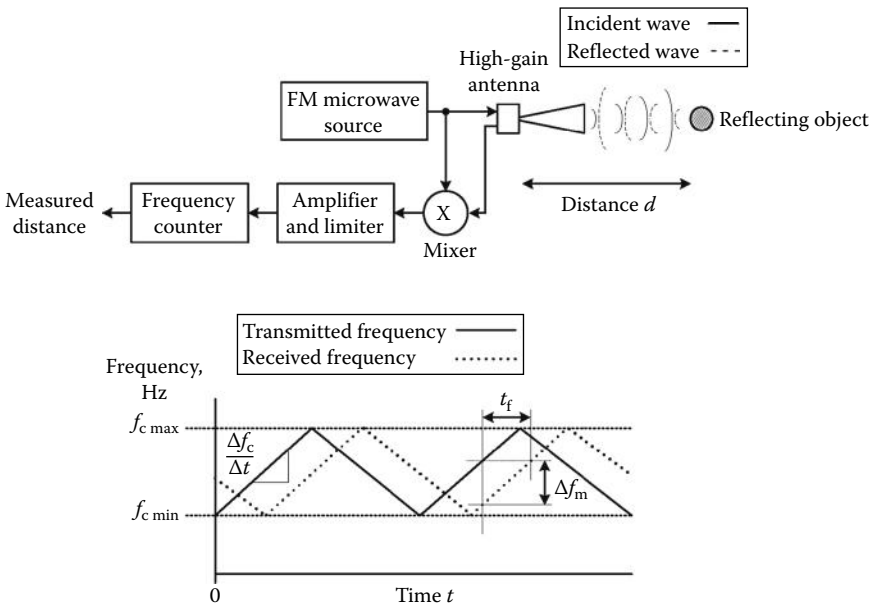 Incident wave
Reflected wave
High-gain
antenna
FM microwave
source
Reflecting object
Measured
distance
Frequency
counter
Amplifier
and limiter
X
Mixer
Distance d
Transmitted frequency
Received frequency
Frequency,
Hz
t_f
f_c max
Δf_c
Δt
Δf_m
f_c min
0
Time t